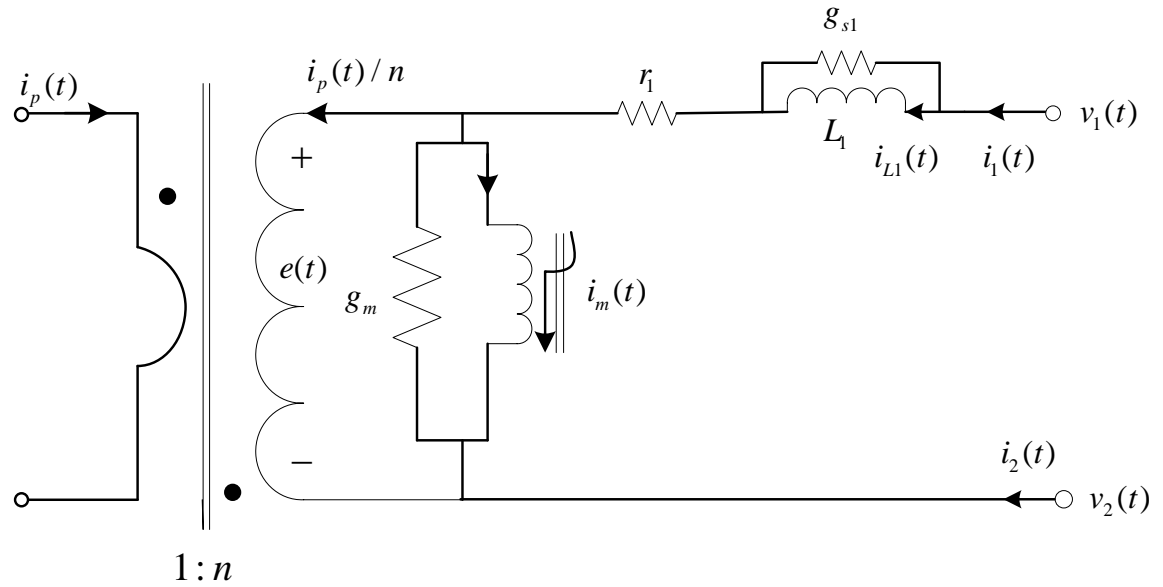 g_{s1}
i_p(t)
i_p(t)/n
r_1
v_1(t)
L_1
i_{L1}(t)
i_1(t)
+
e(t)
g_m
i_m(t)
−
i_2(t)
v_2(t)
1:n